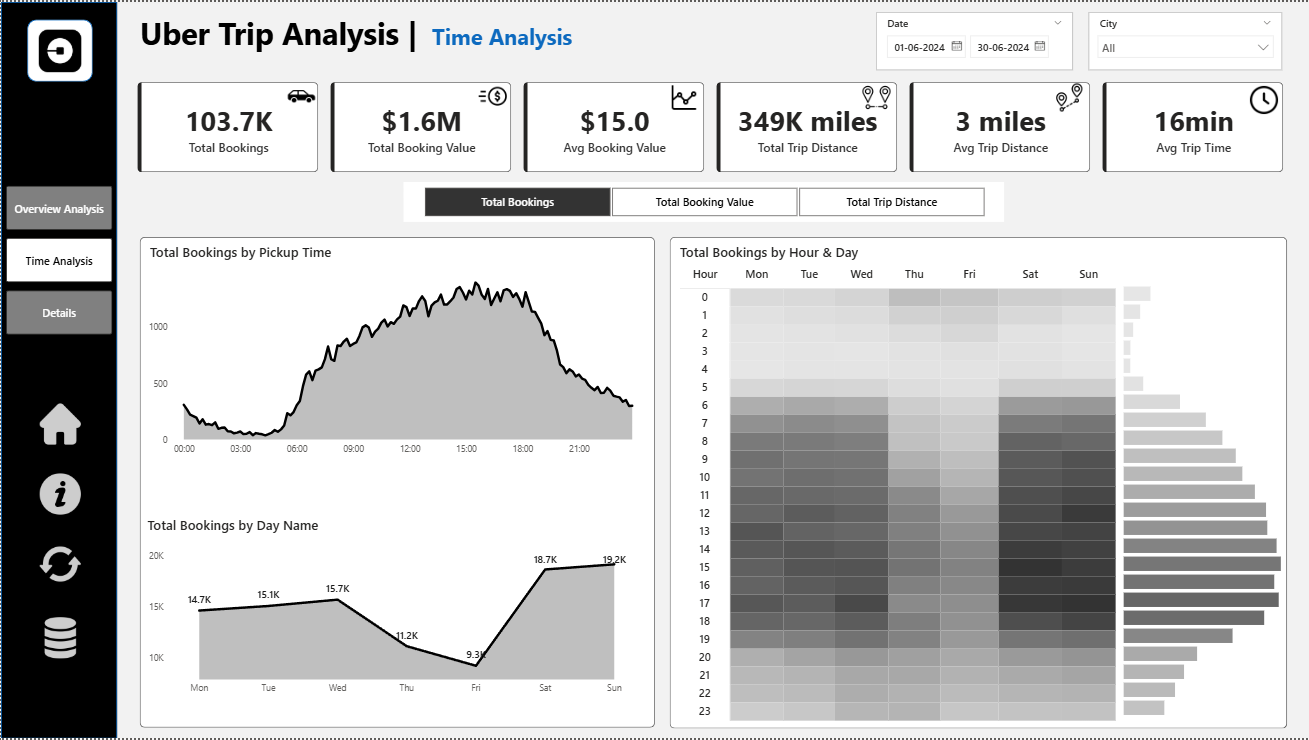 Uber Trip Analysis | Time Analysis
Date
01-06-2024 30-06-2024
City
All
103.7K
Total Bookings
$1.6M
Total Booking Value
$15.0
Avg Booking Value
349K miles
Total Trip Distance
3 miles
Avg Trip Distance
16min
Avg Trip Time
Overview Analysis
Time Analysis
Details
Total Bookings Total Booking Value Total Trip Distance
Total Bookings by Pickup Time
1000
500
0
00:00 03:00 06:00 09:00 12:00 15:00 18:00 21:00
Total Bookings by Day Name
20K
15K
10K
14.7K 15.1K 15.7K 11.2K 9.3K 18.7K 19.2K
Mon Tue Wed Thu Fri Sat Sun
Total Bookings by Hour & Day
Hour Mon Tue Wed Thu Fri Sat Sun
0
1
2
3
4
5
6
7
8
9
10
11
12
13
14
15
16
17
18
19
20
21
22
23